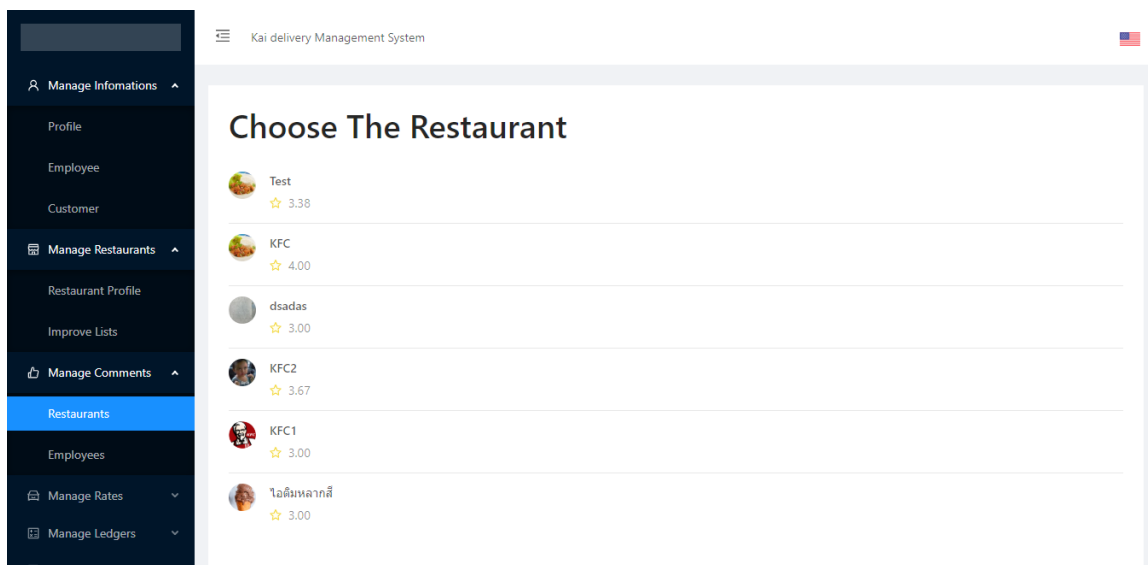 Kai delivery Management System
Manage Infomations
Profile
Employee
Customer
Manage Restaurants
Restaurant Profile
Improve Lists
Manage Comments
Restaurants
Employees
Manage Rates
Manage Ledgers
Choose The Restaurant
Test
3.38
KFC
4.00
dsadas
3.00
KFC2
3.67
KFC1
3.00
ไอติมหลากสี
3.00